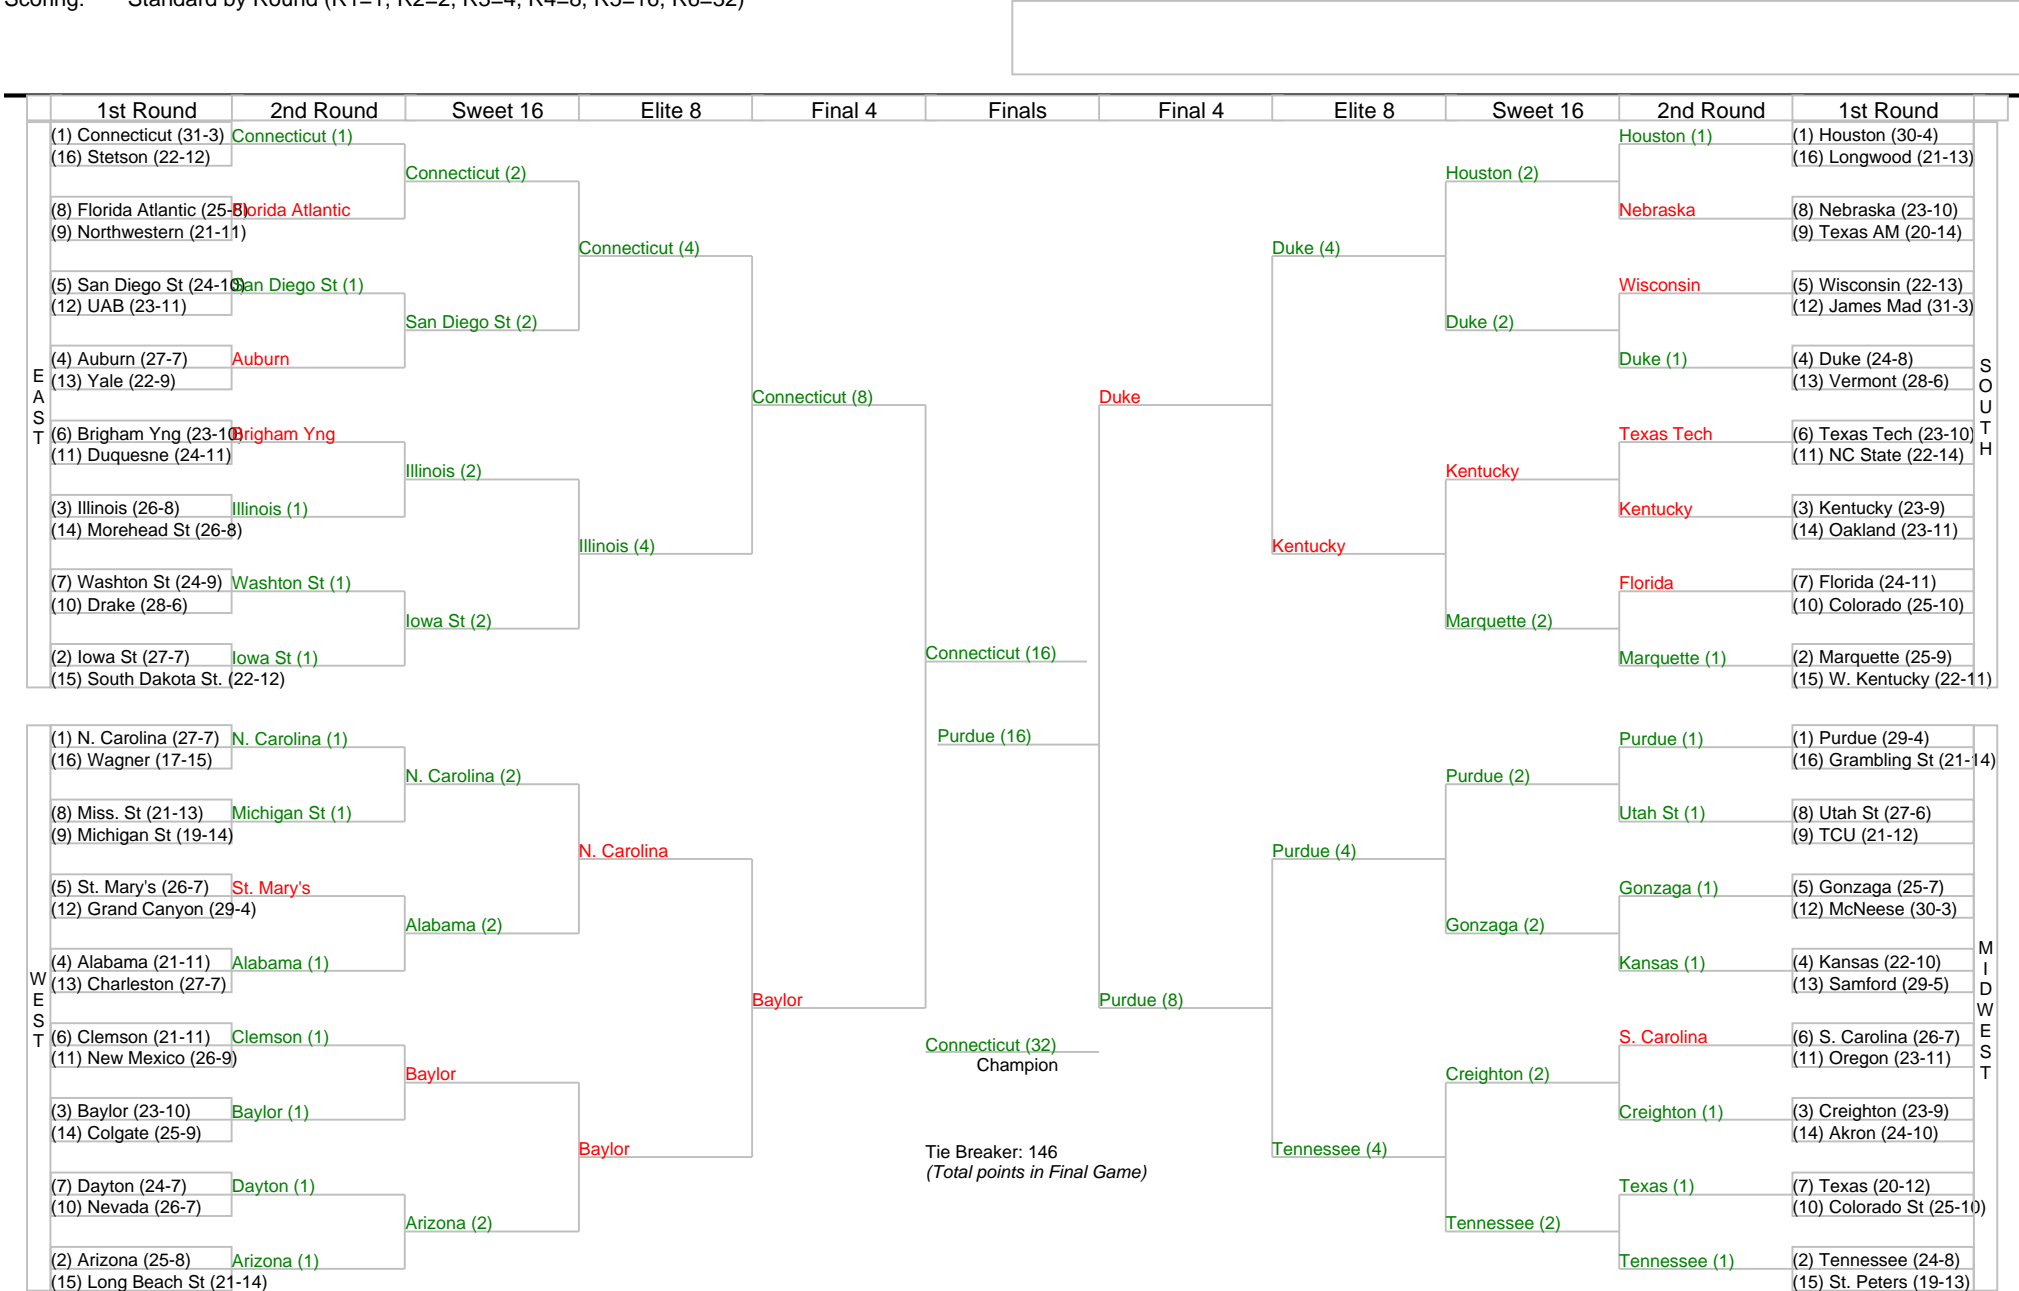 Scoring: Standard by Round (R1=1, R2=2, R3=4, R4=8, R5=16, R6=32)
1st Round 2nd Round Sweet 16 Elite 8 Final 4 Finals Final 4 Elite 8 Sweet 16 2nd Round 1st Round
(1) Connecticut (31-3) Connecticut (1) Houston (1) (1) Houston (30-4)
(16) Stetson (22-12) (16) Longwood (21-13)
Connecticut (2) Houston (2)
(8) Florida Atlantic (25-8) Florida Atlantic Nebraska (8) Nebraska (23-10)
(9) Northwestern (21-11) (9) Texas AM (20-14)
Connecticut (4) Duke (4)
(5) San Diego St (24-10) San Diego St (1) Wisconsin (5) Wisconsin (22-13)
(12) UAB (23-11) (12) James Mad (31-3)
San Diego St (2) Duke (2)
(4) Auburn (27-7) Auburn Duke (1) (4) Duke (24-8)
(13) Yale (22-9) (13) Vermont (28-6)
EAST SOUTH
Connecticut (8) Duke
(6) Brigham Yng (23-10) Brigham Yng Texas Tech (6) Texas Tech (23-10)
(11) Duquesne (24-11) (11) NC State (22-14)
Illinois (2) Kentucky
(3) Illinois (26-8) Illinois (1) Kentucky (3) Kentucky (23-9)
(14) Morehead St (26-8) (14) Oakland (23-11)
Illinois (4) Kentucky
(7) Washton St (24-9) Washton St (1) Florida (7) Florida (24-11)
(10) Drake (28-6) (10) Colorado (25-10)
Iowa St (2) Marquette (2)
Connecticut (16)
(2) Iowa St (27-7) Iowa St (1) Marquette (1) (2) Marquette (25-9)
(15) South Dakota St. (22-12) (15) W. Kentucky (22-11)
Purdue (16)
(1) N. Carolina (27-7) N. Carolina (1) Purdue (1) (1) Purdue (29-4)
(16) Wagner (17-15) (16) Grambling St (21-14)
N. Carolina (2) Purdue (2)
(8) Miss. St (21-13) Michigan St (1) Utah St (1) (8) Utah St (27-6)
(9) Michigan St (19-14) (9) TCU (21-12)
N. Carolina Purdue (4)
(5) St. Mary's (26-7) St. Mary's Gonzaga (1) (5) Gonzaga (25-7)
(12) Grand Canyon (29-4) (12) McNeese (30-3)
Alabama (2) Gonzaga (2)
(4) Alabama (21-11) Alabama (1) Kansas (1) (4) Kansas (22-10)
(13) Charleston (27-7) (13) Samford (29-5)
WEST MIDWEST
Baylor Purdue (8)
(6) Clemson (21-11) Clemson (1) S. Carolina (6) S. Carolina (26-7)
Connecticut (32)
(11) New Mexico (26-9) Champion (11) Oregon (23-11)
Baylor Creighton (2)
(3) Baylor (23-10) Baylor (1) Creighton (1) (3) Creighton (23-9)
(14) Colgate (25-9) (14) Akron (24-10)
Baylor Tie Breaker: 146 Tennessee (4)
(Total points in Final Game)
(7) Dayton (24-7) Dayton (1) Texas (1) (7) Texas (20-12)
(10) Nevada (26-7) (10) Colorado St (25-10)
Arizona (2) Tennessee (2)
(2) Arizona (25-8) Arizona (1) Tennessee (1) (2) Tennessee (24-8)
(15) Long Beach St (21-14) (15) St. Peters (19-13)